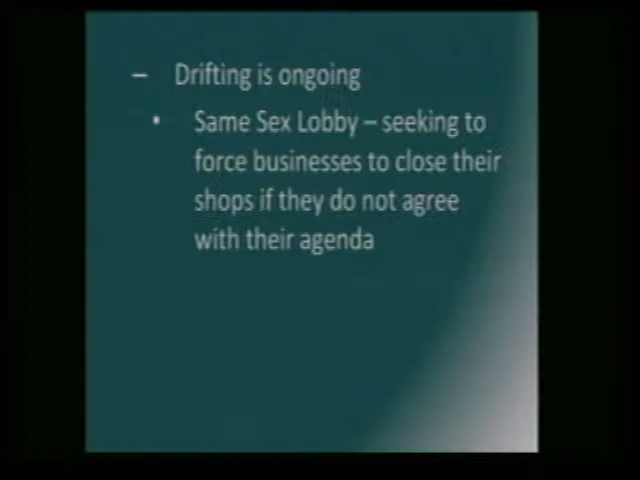 – Drifting is ongoing
• Same Sex Lobby – seeking to
force businesses to close their
shops if they do not agree
with their agenda